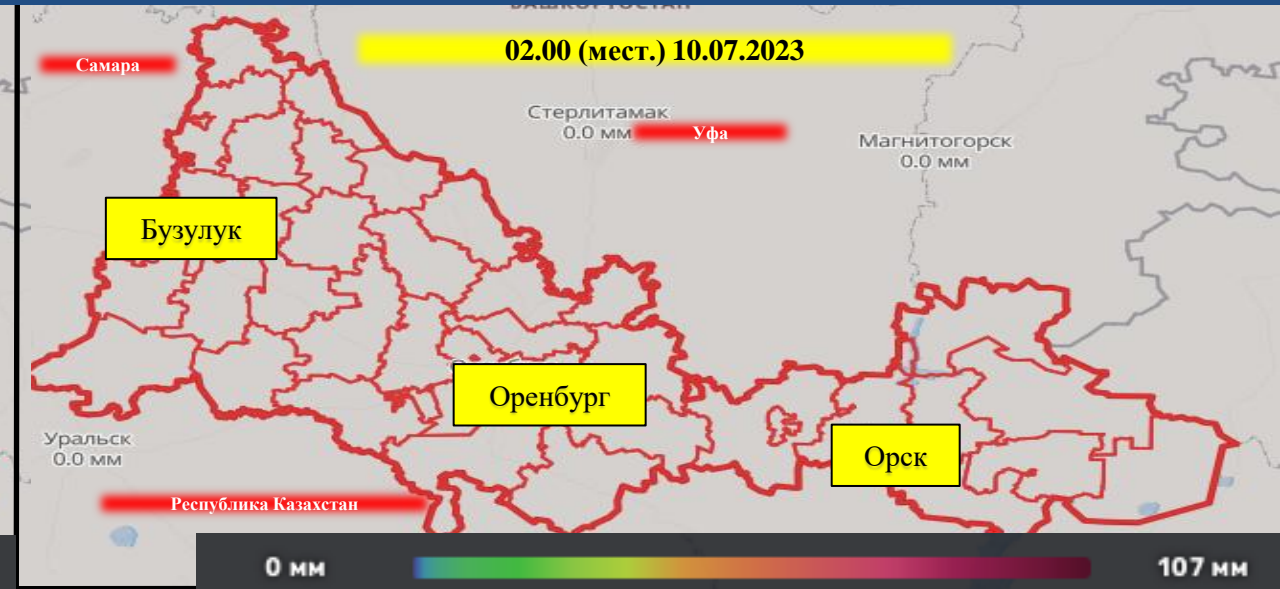 БАШКОРТОСТАН
02.00 (мест.) 10.07.2023
Самара
Стерлитамак
0.0 мм
Уфа
Магнитогорск
0.0 мм
Бузулук
Оренбург
Орск
Уральск
0.0 мм
Республика Казахстан
0 мм
107 мм